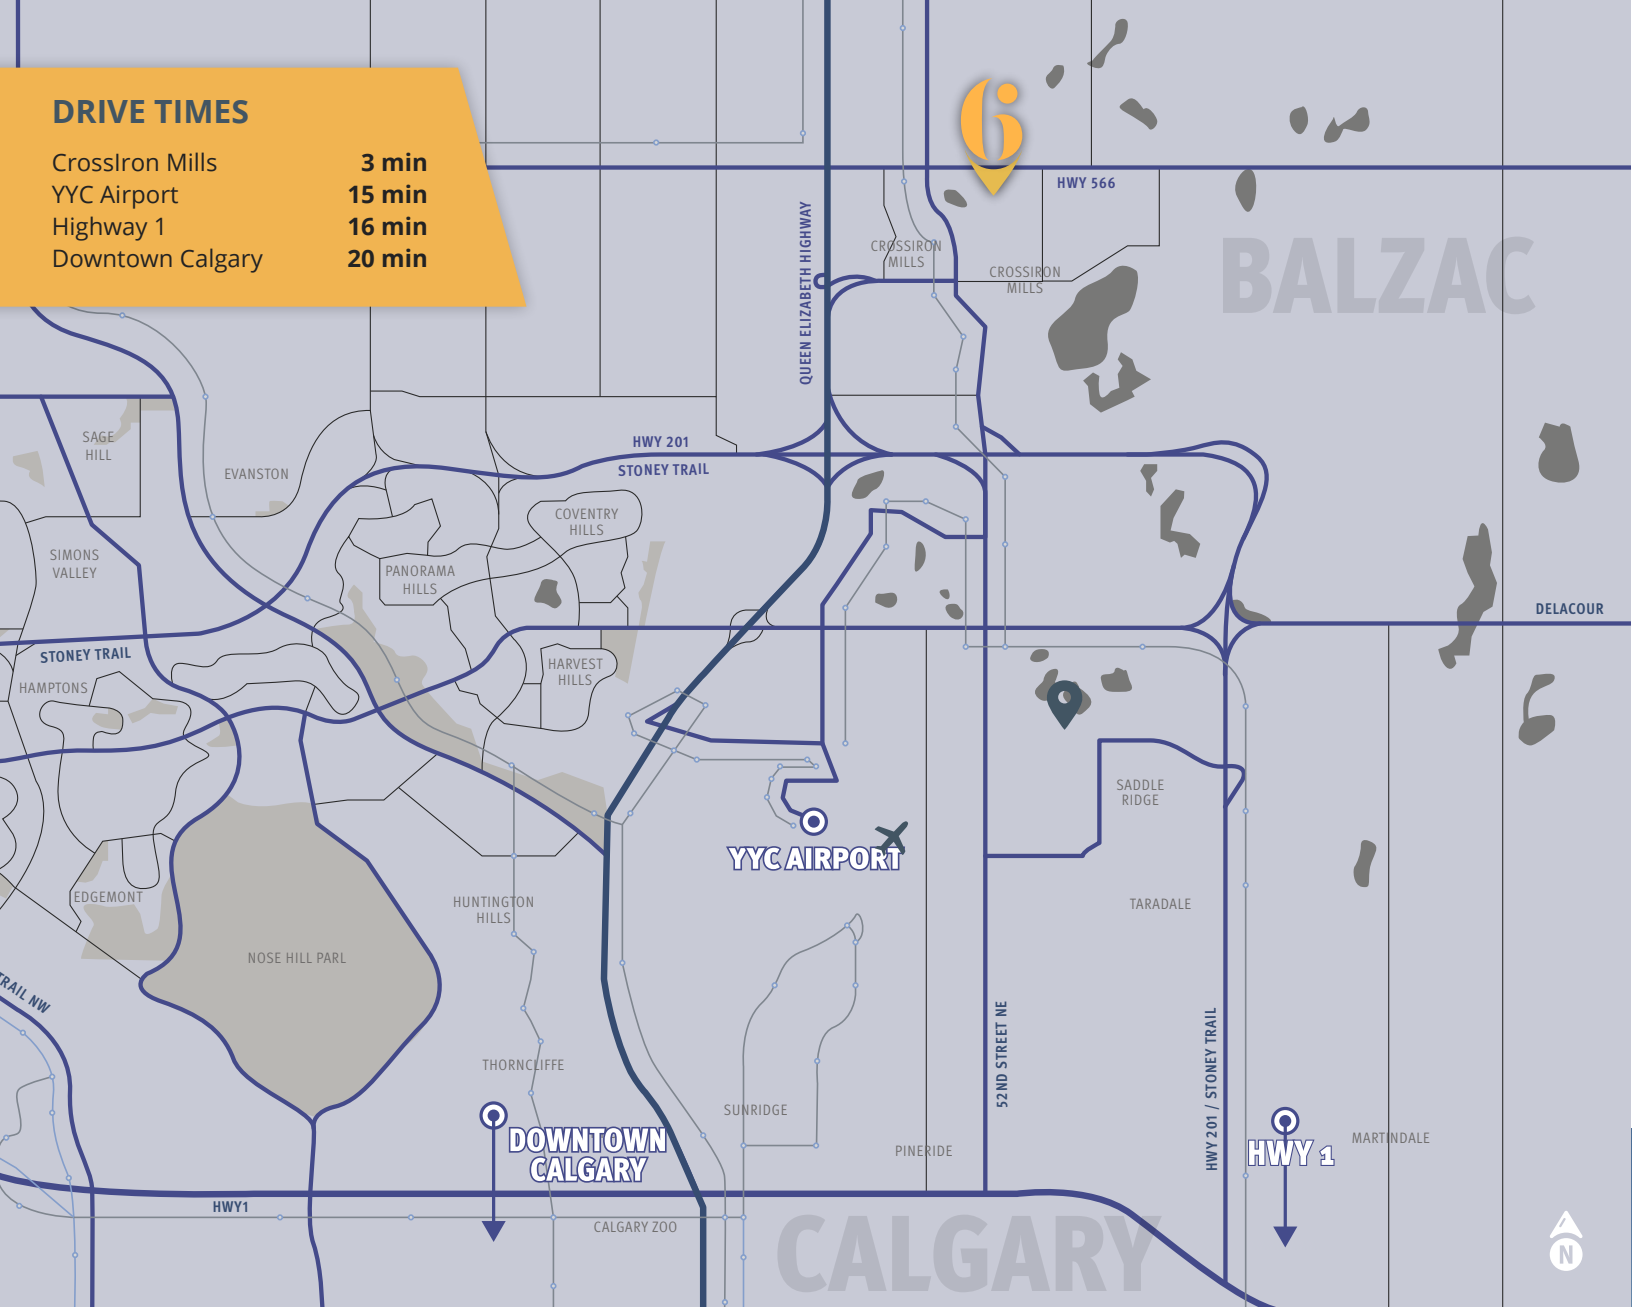 DRIVE TIMES
CrossIron Mills 3 min
YYC Airport 15 min
Highway 1 16 min
Downtown Calgary 20 min
6
HWY 566
QUEEN ELIZABETH HIGHWAY
CROSSIRON
MILLS
CROSSIRON
MILLS
BALZAC
SAGE
HILL
EVANSTON
HWY 201
STONEY TRAIL
COVENTRY
HILLS
SIMONS
VALLEY
PANORAMA
HILLS
DELACOUR
STONEY TRAIL
HAMPTONS
HARVEST
HILLS
SADDLE
RIDGE
YYC AIRPORT
EDGEMONT
HUNTINGTON
HILLS
TARADALE
NOSE HILL PARL
TRAIL NW
52ND STREET NE
HWY 201 / STONEY TRAIL
THORNCLIFFE
SUNRIDGE
DOWNTOWN
CALGARY
PINERIDE
HWY 1
MARTINDALE
HWY1
CALGARY ZOO
CALGARY
N